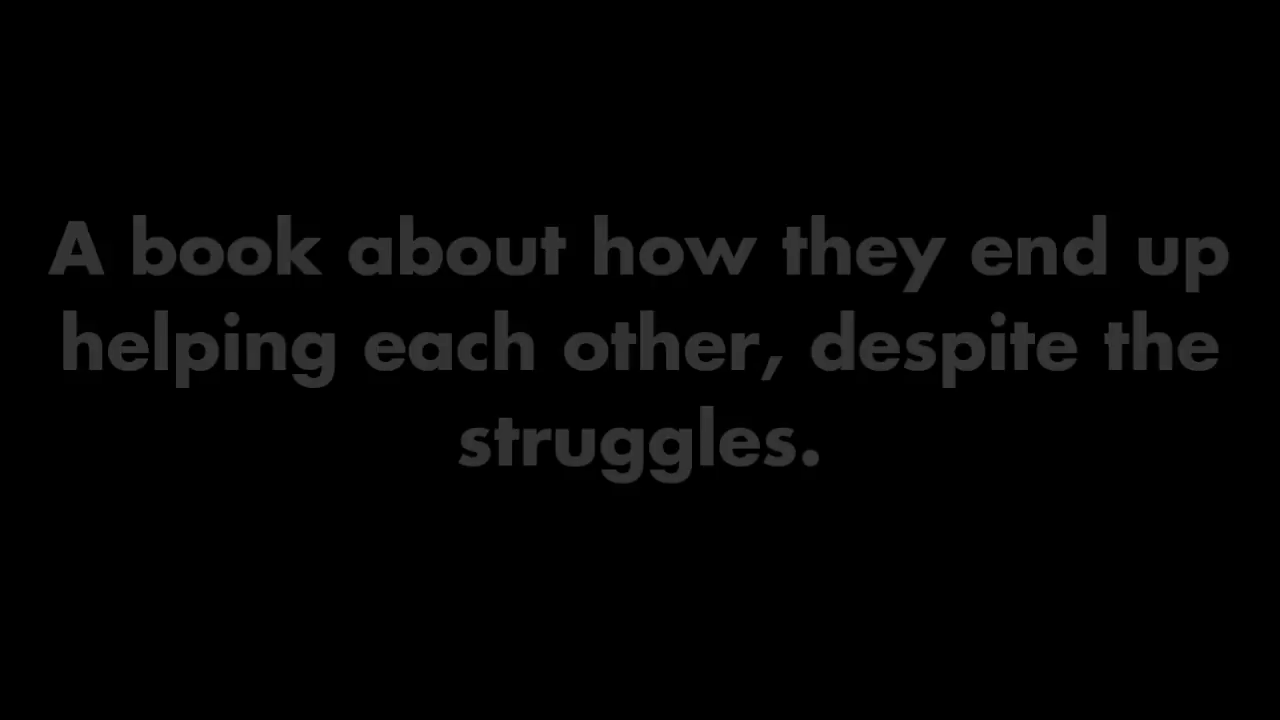 A book about how they end up
helping each other, despite the
struggles.